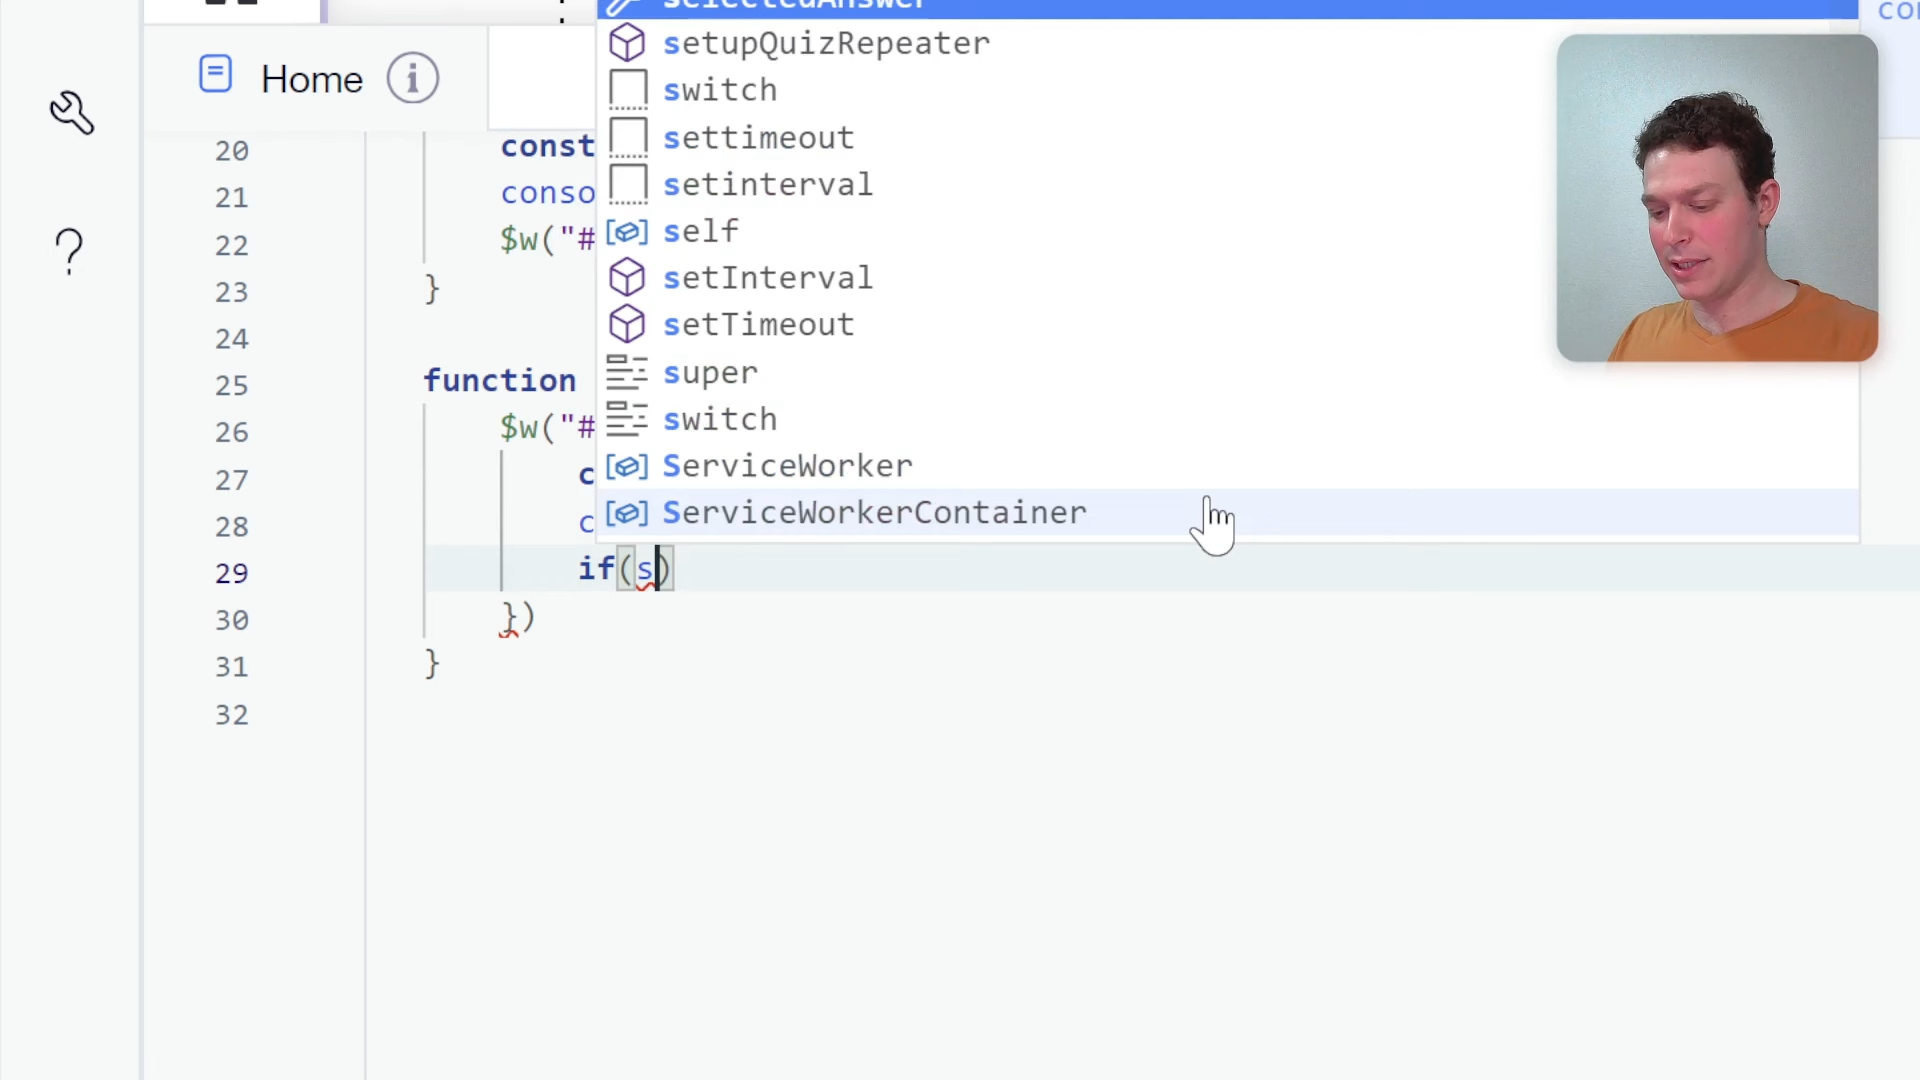 selectedAnswer
con
setupQuizRepeater
Home
switch
settimeout
setinterval
self
setInterval
setTimeout
super
switch
ServiceWorker
ServiceWorkerContainer
20 const
21 conso
22 $w("#
23 }
24
25 function
26 $w("#
27 c
28 c
29 if(s)
30 })
31 }
32